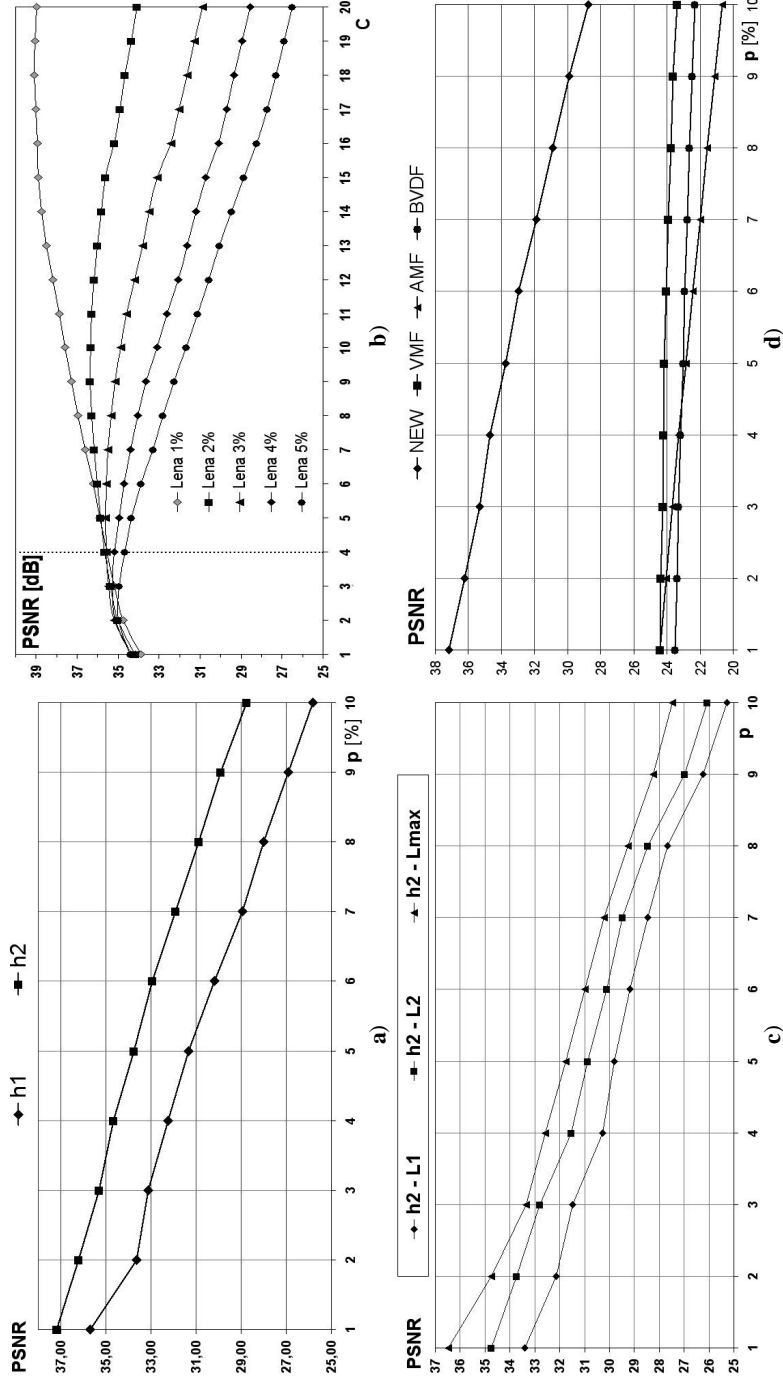 PSNR
h1
h2
37,00
35,00
33,00
31,00
29,00
27,00
25,00
1 2 3 4 5 6 7 8 9 10
p [%]
a)
PSNR [dB]
39
37
35
33
31
29
27
25
Lena 1%
Lena 2%
Lena 3%
Lena 4%
Lena 5%
1 2 3 4 5 6 7 8 9 10 11 12 13 14 15 16 17 18 19 20
C
b)
PSNR
h2 - L1
h2 - L2
h2 - Lmax
37
36
35
34
33
32
31
30
29
28
27
26
25
1 2 3 4 5 6 7 8 9 10
p
c)
PSNR
NEW
VMF
AMF
BVDF
38
36
34
32
30
28
26
24
22
20
1 2 3 4 5 6 7 8 9 10
p [%]
d)